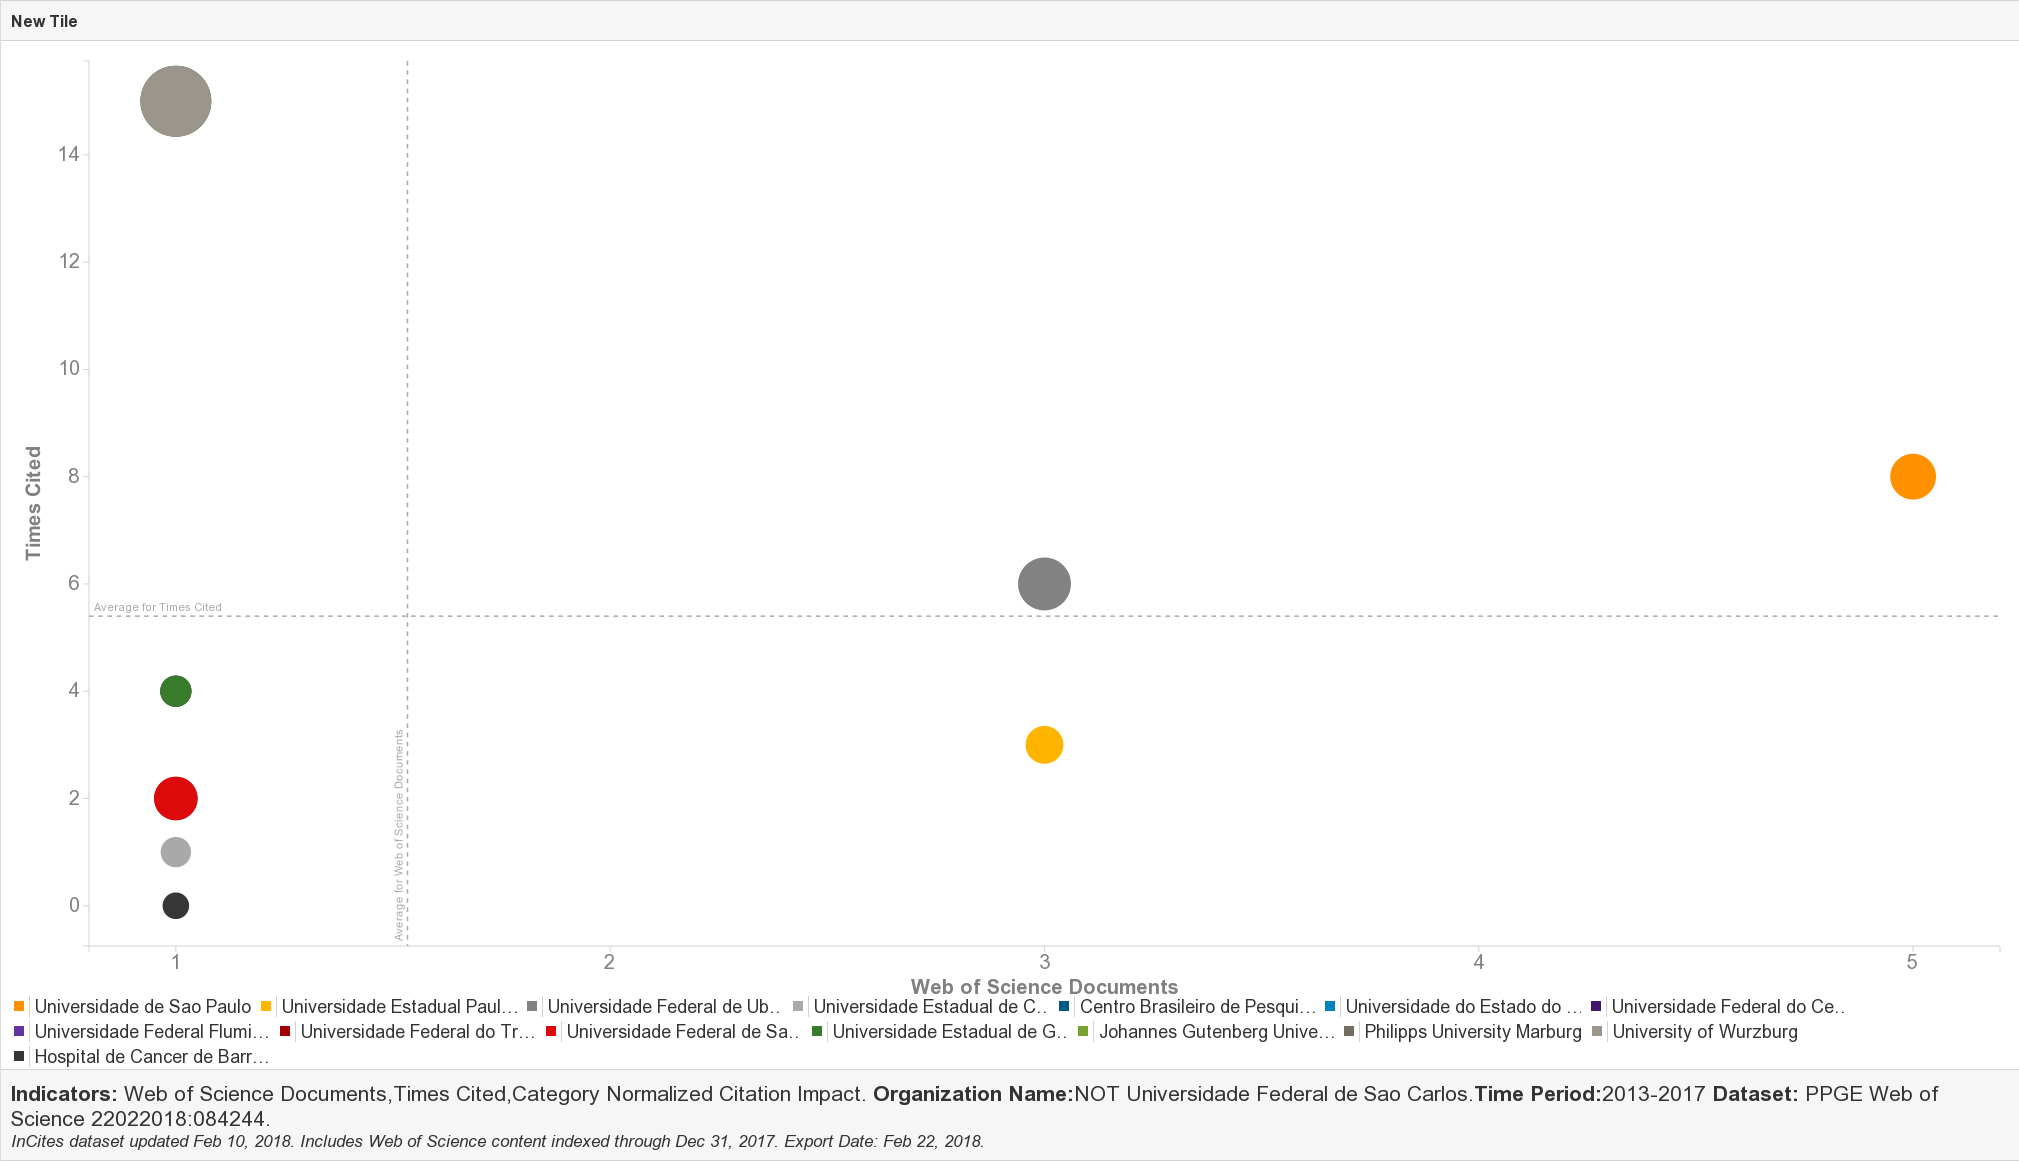 New Tile
14
12
10
8
6
4
2
0
Times Cited
Average for Times Cited
Average for Web of Science Documents
1 2 3 4 5
Web of Science Documents
Universidade de Sao Paulo Universidade Estadual Paul... Universidade Federal de Ub.. Universidade Estadual de C.. Centro Brasileiro de Pesqui... Universidade do Estado do ... Universidade Federal do Ce..
Universidade Federal Flumi... Universidade Federal do Tr... Universidade Federal de Sa.. Universidade Estadual de G.. Johannes Gutenberg Unive... Philipps University Marburg University of Wurzburg
Hospital de Cancer de Barr...
Indicators: Web of Science Documents,Times Cited,Category Normalized Citation Impact. Organization Name:NOT Universidade Federal de Sao Carlos.Time Period:2013-2017 Dataset: PPGE Web of
Science 22022018:084244.
InCites dataset updated Feb 10, 2018. Includes Web of Science content indexed through Dec 31, 2017. Export Date: Feb 22, 2018.